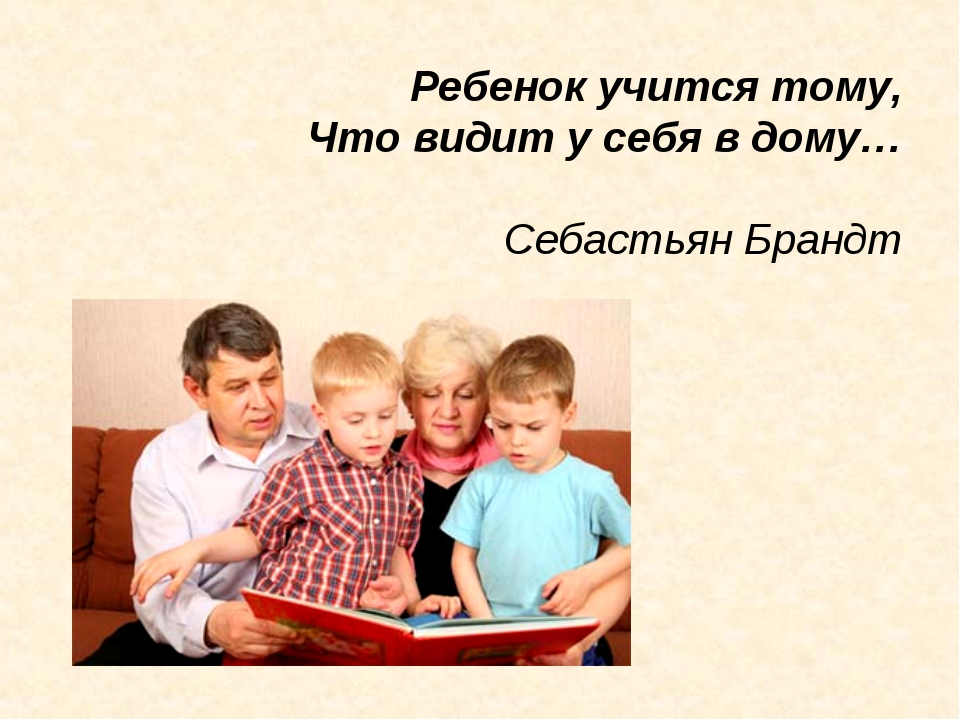 Ребенок учится тому,
Что видит у себя в дому…
Себастьян Брандт